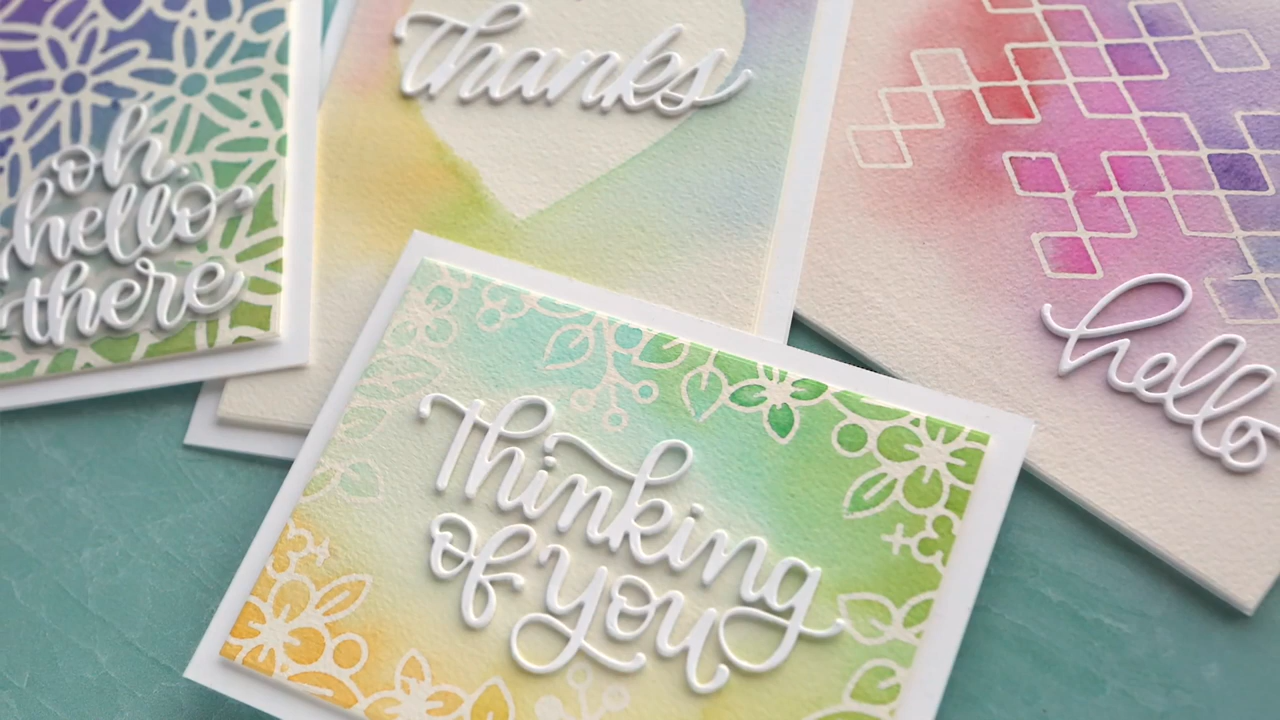 oh,
hello
there
thanks
hello
thinking
of you